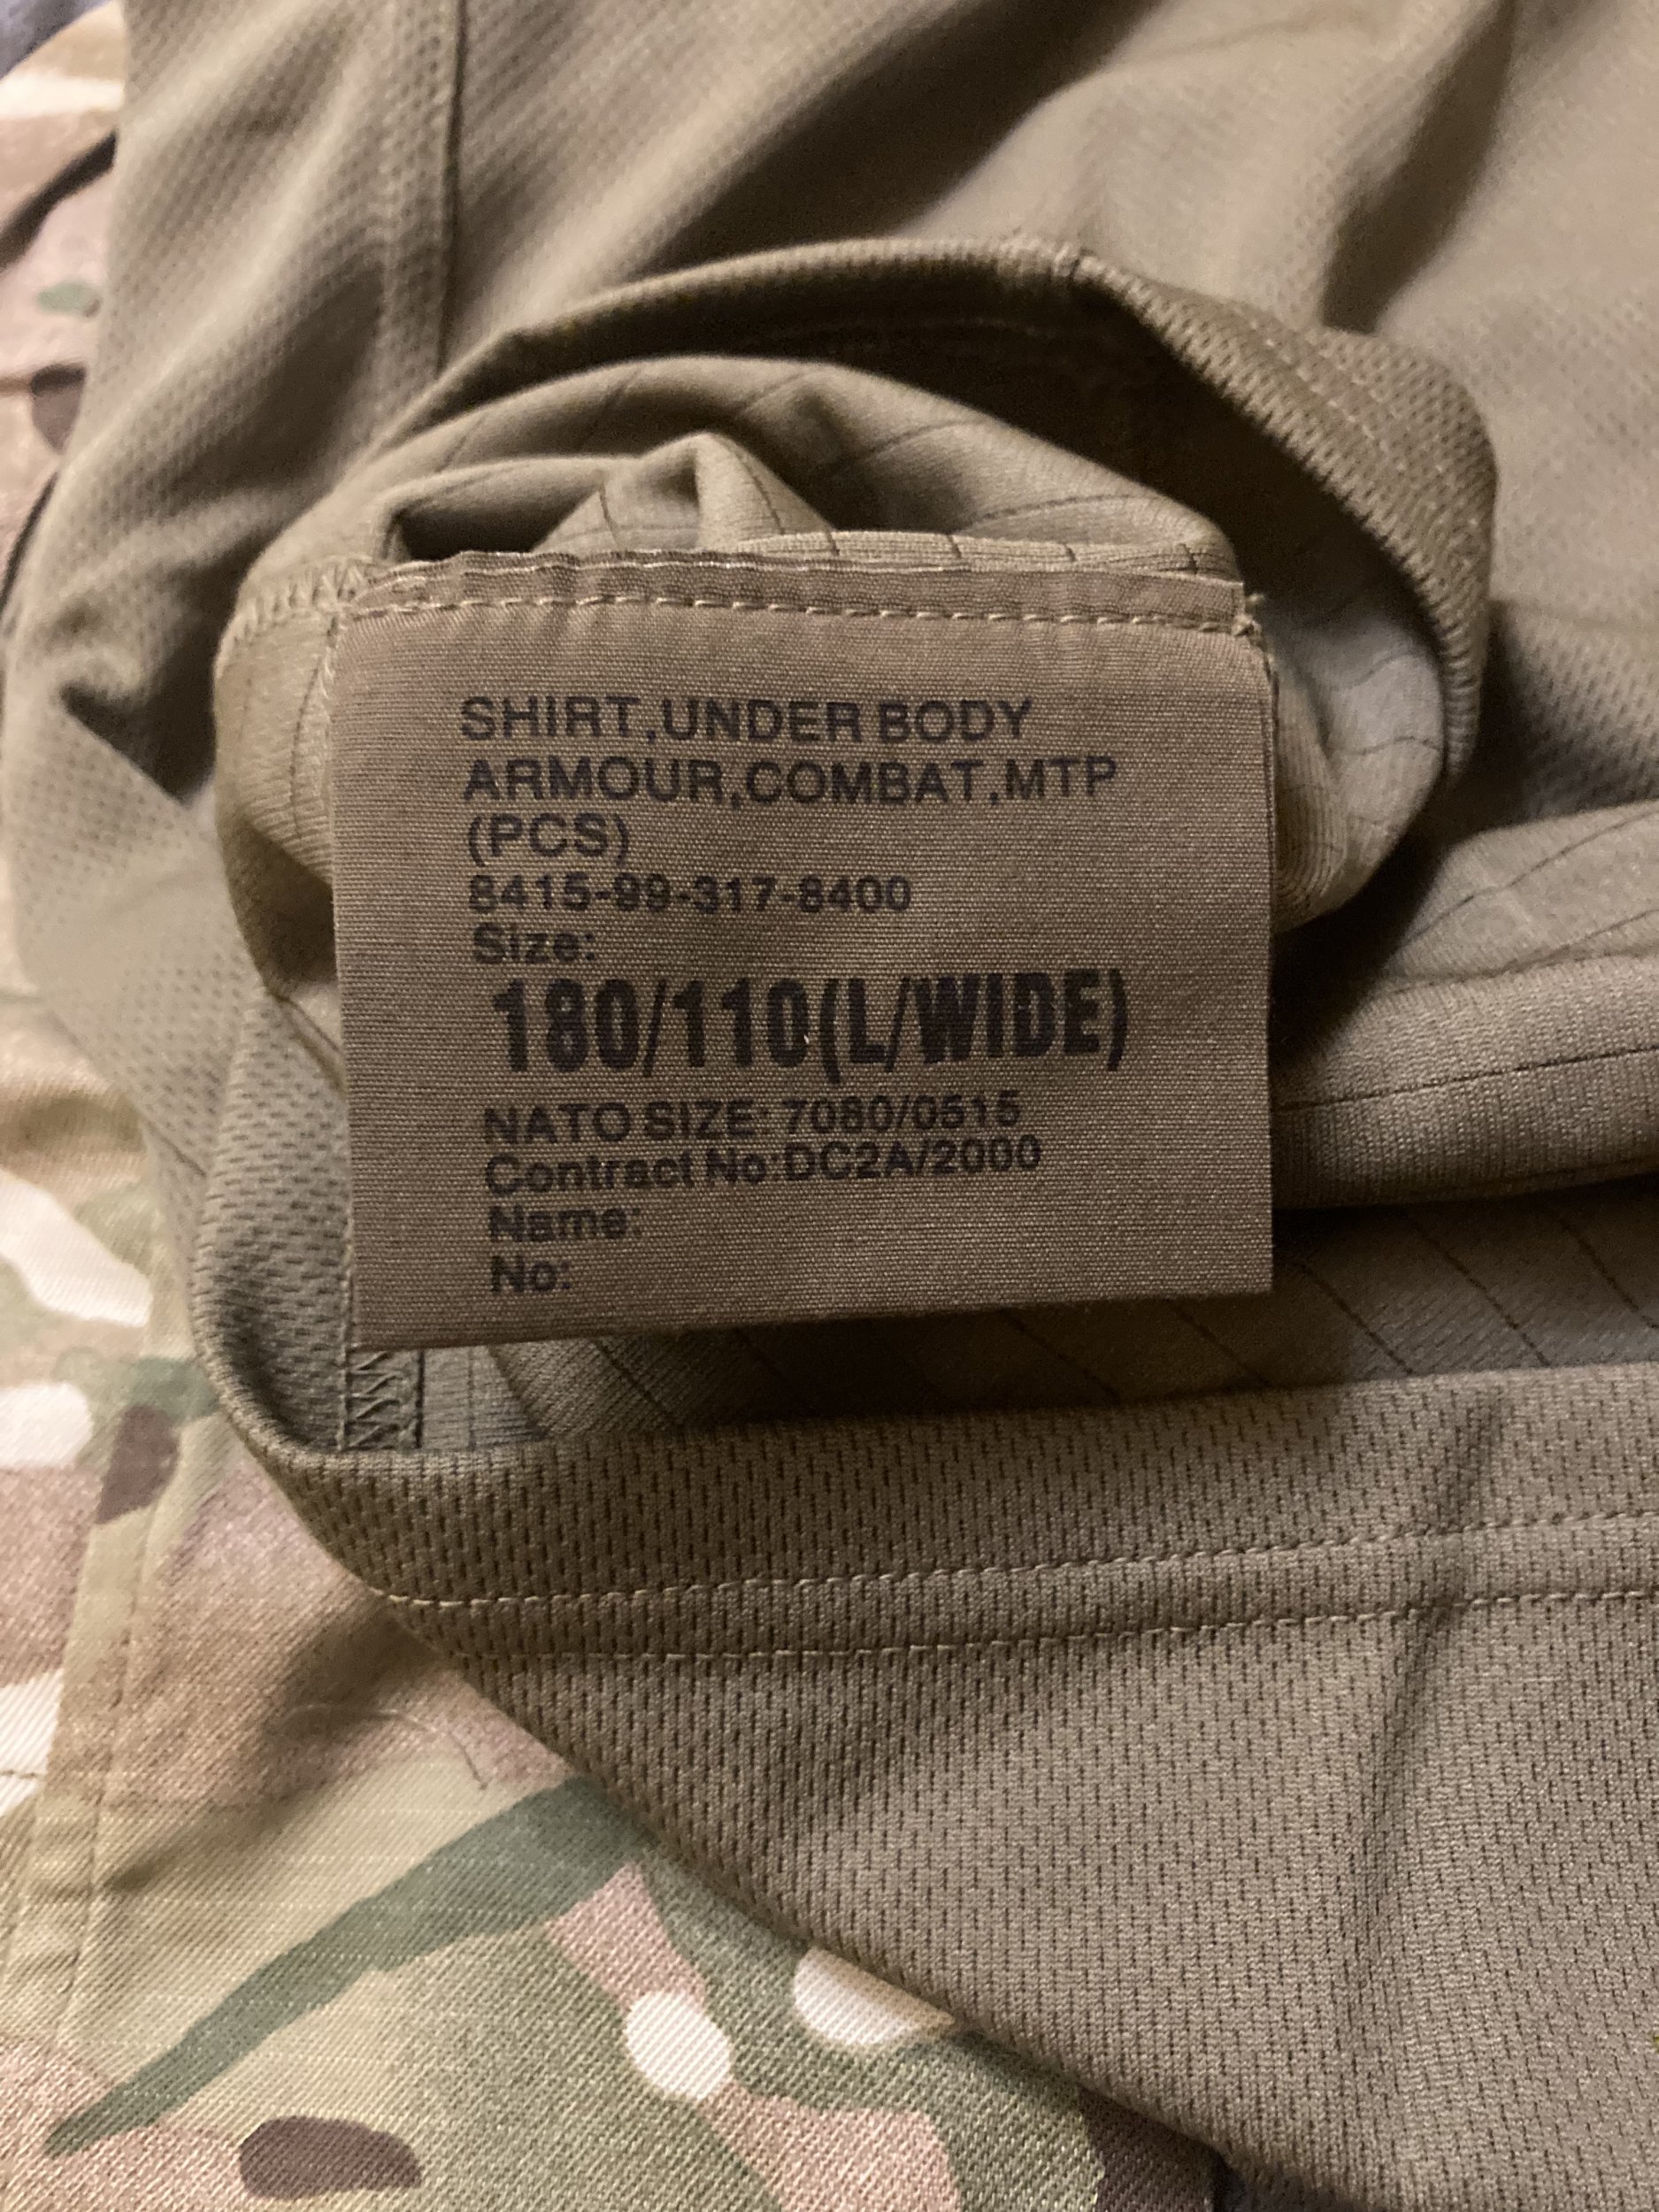 SHIRT,UNDER BODY
ARMOUR,COMBAT,MTP
(PCS)
8415-99-317-8400
Size:
180/110(L/WIDE)
NATO SIZE: 7080/0515
Contract No:DC2A/2000
Name:
No: